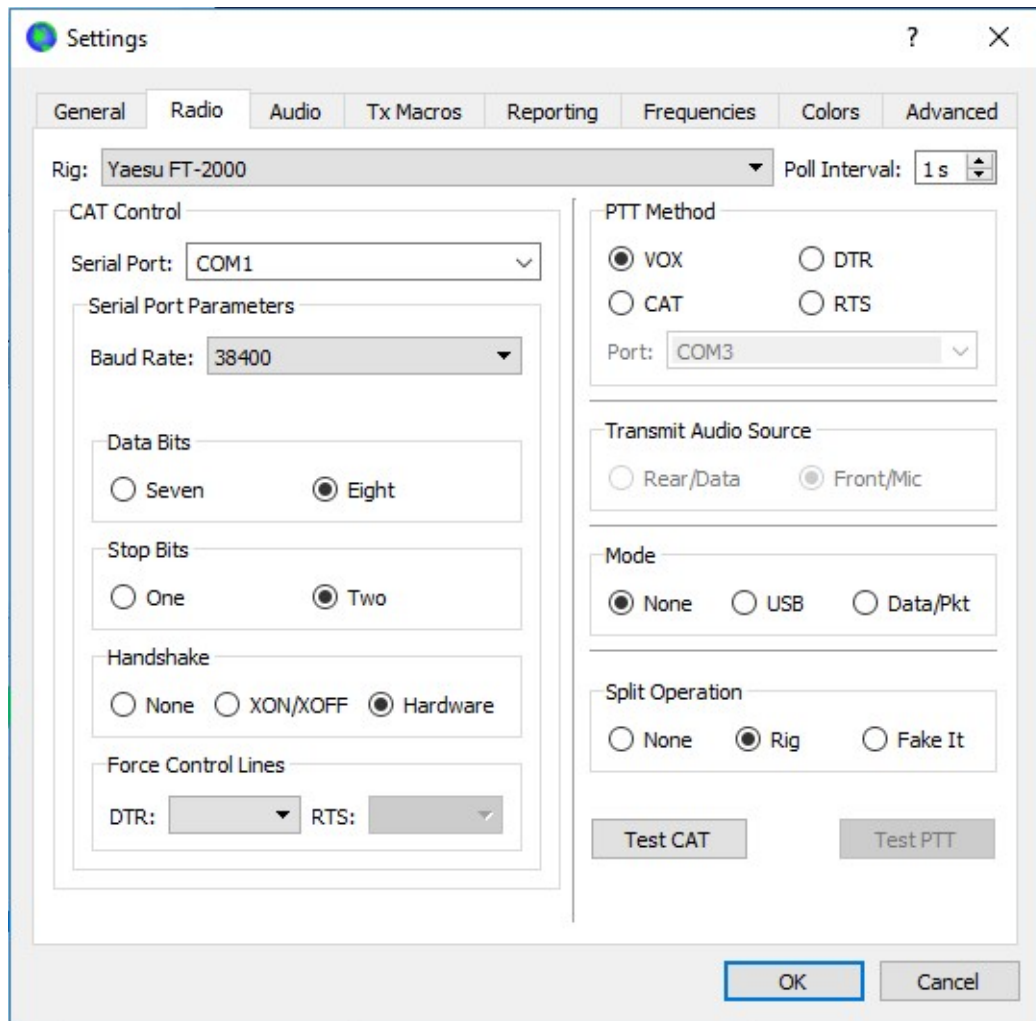 Settings
?
General Radio Audio Tx Macros Reporting Frequencies Colors Advanced
Rig: Yaesu FT-2000 Poll Interval: 1 s
CAT Control
Serial Port: COM1
Serial Port Parameters
Baud Rate: 38400
Data Bits
Seven Eight
Stop Bits
One Two
Handshake
None XON/XOFF Hardware
Force Control Lines
DTR: RTS:
PTT Method
VOX DTR
CAT RTS
Port: COM3
Transmit Audio Source
Rear/Data Front/Mic
Mode
None USB Data/Pkt
Split Operation
None Rig Fake It
Test CAT Test PTT
OK Cancel